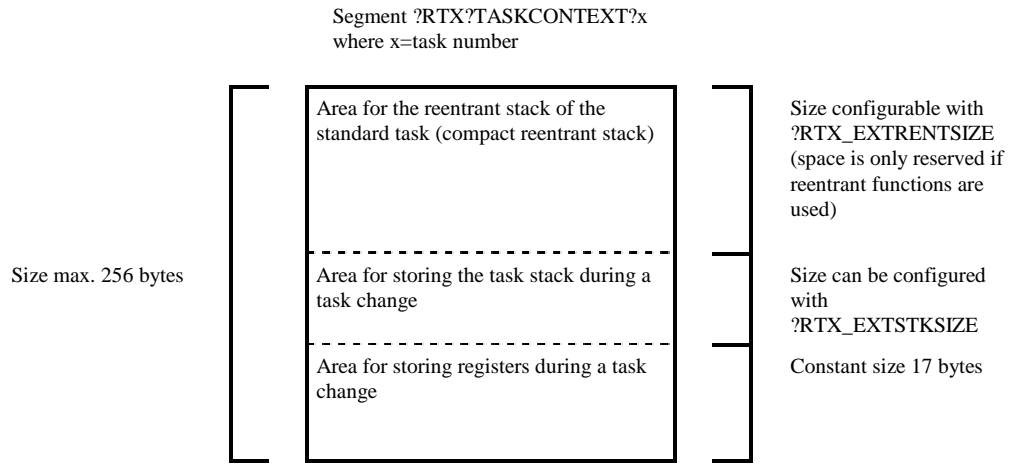 Segment ?RTX?TASKCONTEXT?x
where x=task number
Area for the reentrant stack of the
standard task (compact reentrant stack)
Size configurable with
?RTX_EXTRENTSIZE
(space is only reserved if
reentrant functions are
used)
Size max. 256 bytes
Area for storing the task stack during a
task change
Size can be configured
with
?RTX_EXTSTKSIZE
Area for storing registers during a task
change
Constant size 17 bytes